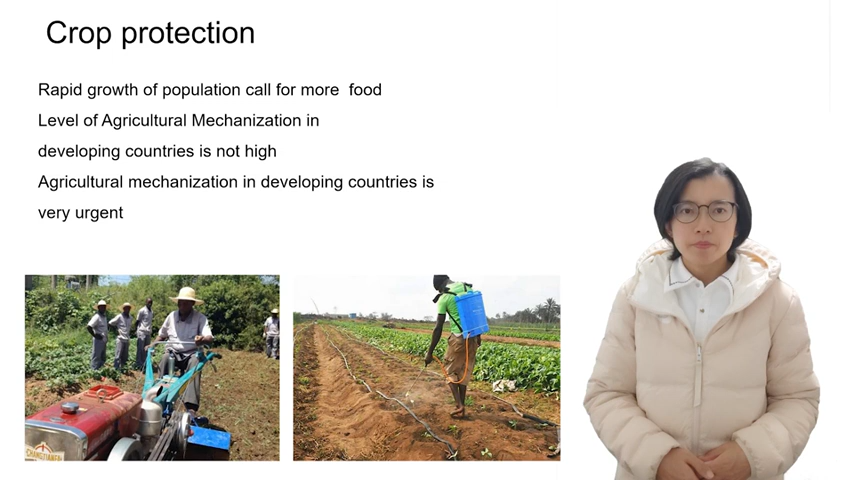 Crop protection
Rapid growth of population call for more  food
Level of Agricultural Mechanization in
developing countries is not high
Agricultural mechanization in developing countries is
very urgent